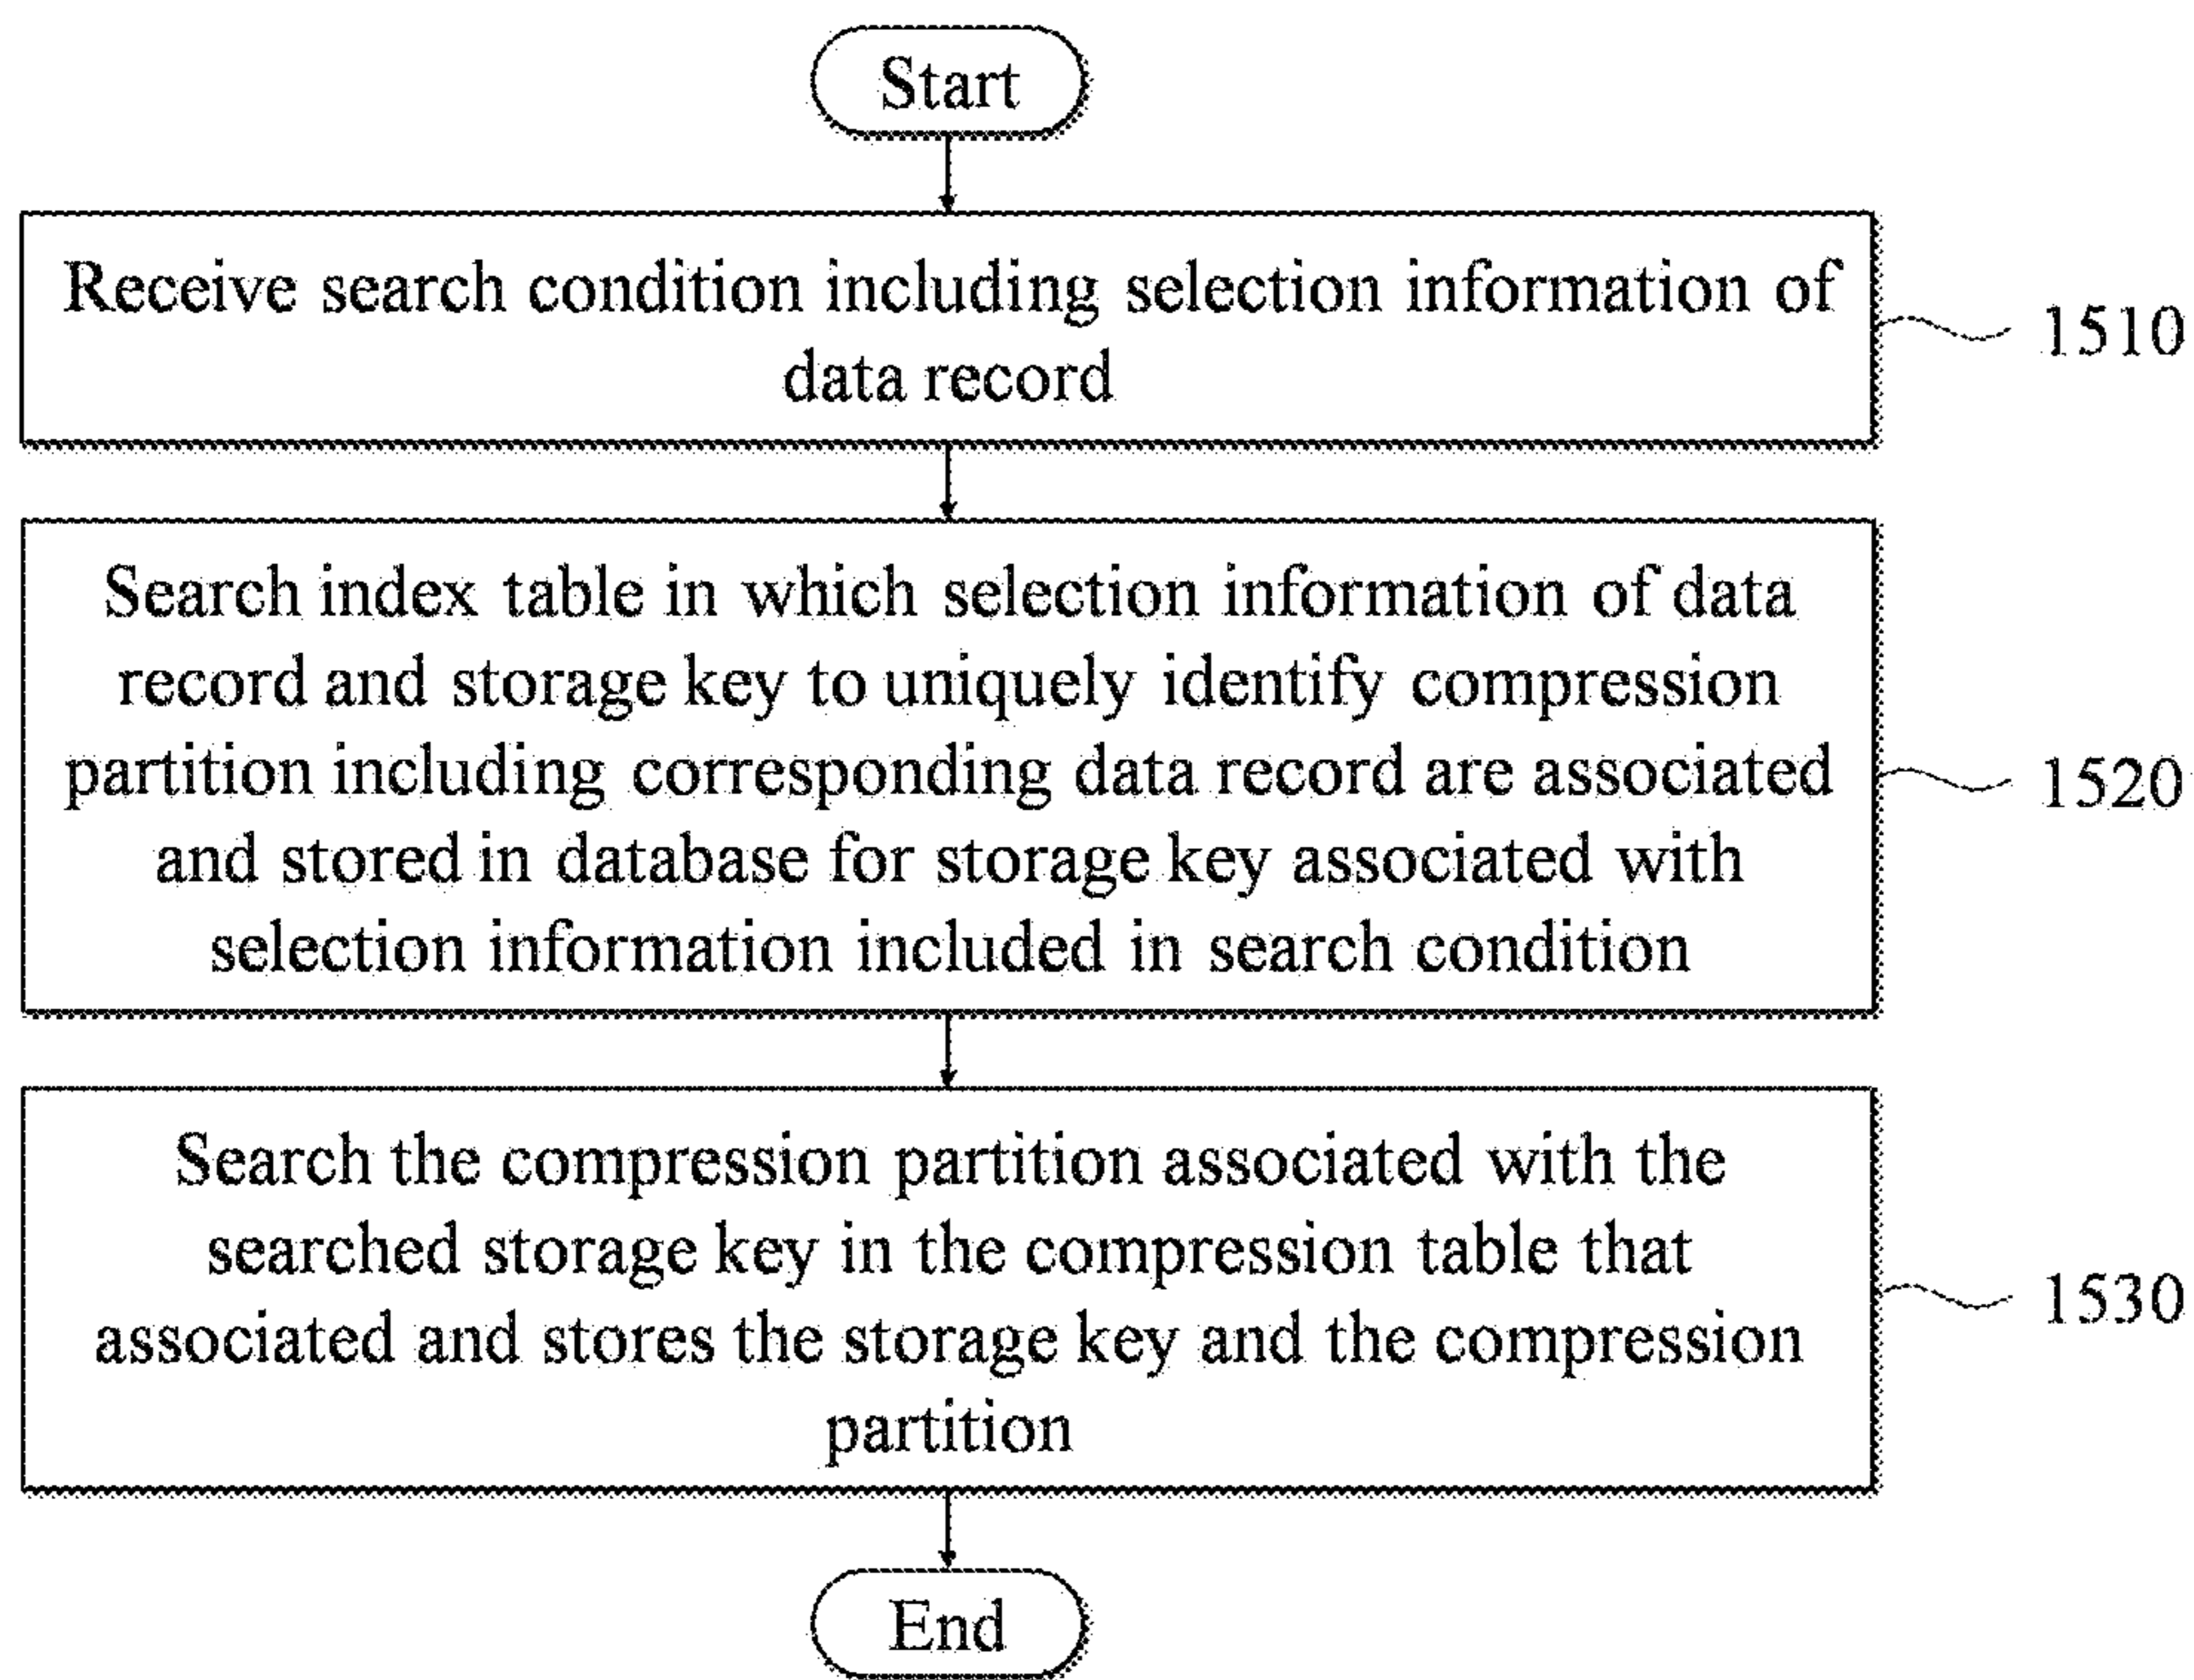 Start
Receive search condition including selection information of
data record
1510
Search index table in which selection information of data
record and storage key to uniquely identify compression
partition including corresponding data record are associated
and stored in database for storage key associated with
selection information included in search condition
1520
Search the compression partition associated with the
searched storage key in the compression table that
associated and stores the storage key and the compression
partition
1530
End